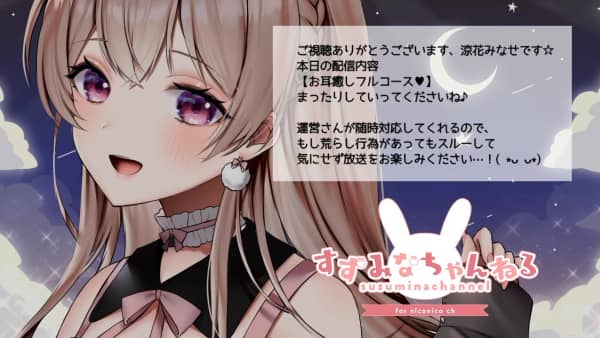 ご視聴ありがとうございます、涼花みなせです☆
本日の配信内容
【お耳癒しフルコース♥】
まったりしていってくださいね♪
運営さんが随時対応してくれるので、
もし荒らし行為があってもスルーして
気にせず放送をお楽しみください…!( *ᴗ ᴗ*)
すずみなちゃんねる
suzuminachannel
for niconico ch